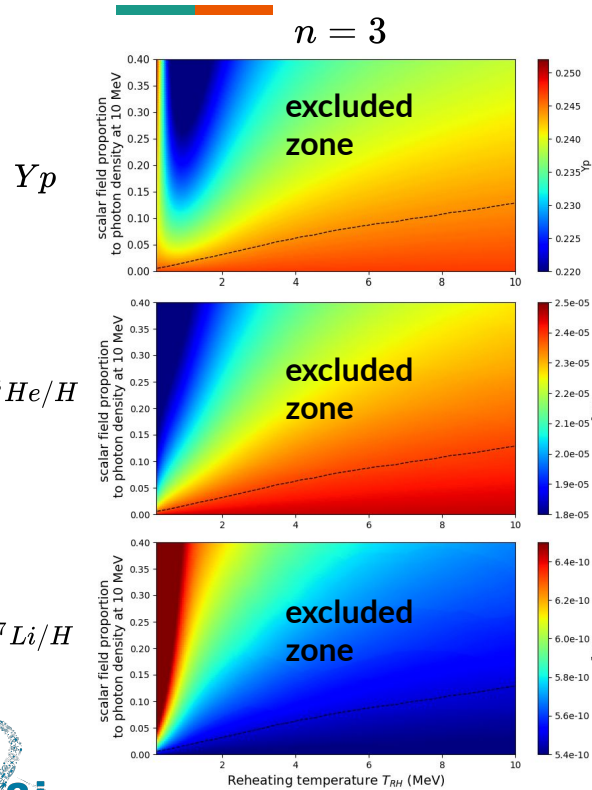 n = 3
Yp
scalar field proportion
to photon density at 10 MeV
0.40
0.35
0.30
0.25
0.20
0.15
0.10
0.05
0.00
excluded
zone
2
4
6
8
10
0.250
0.245
0.240
0.235
0.230
0.225
0.220
Yp
He/H
scalar field proportion
to photon density at 10 MeV
0.40
0.35
0.30
0.25
0.20
0.15
0.10
0.05
0.00
excluded
zone
2
4
6
8
10
2.5e-05
2.4e-05
2.3e-05
2.2e-05
2.1e-05
2.0e-05
1.9e-05
1.8e-05
⁷Li/H
scalar field proportion
to photon density at 10 MeV
0.40
0.35
0.30
0.25
0.20
0.15
0.10
0.05
0.00
excluded
zone
2
4
6
8
10
Reheating temperature T_RH (MeV)
6.4e-10
6.2e-10
6.0e-10
5.8e-10
5.6e-10
5.4e-10